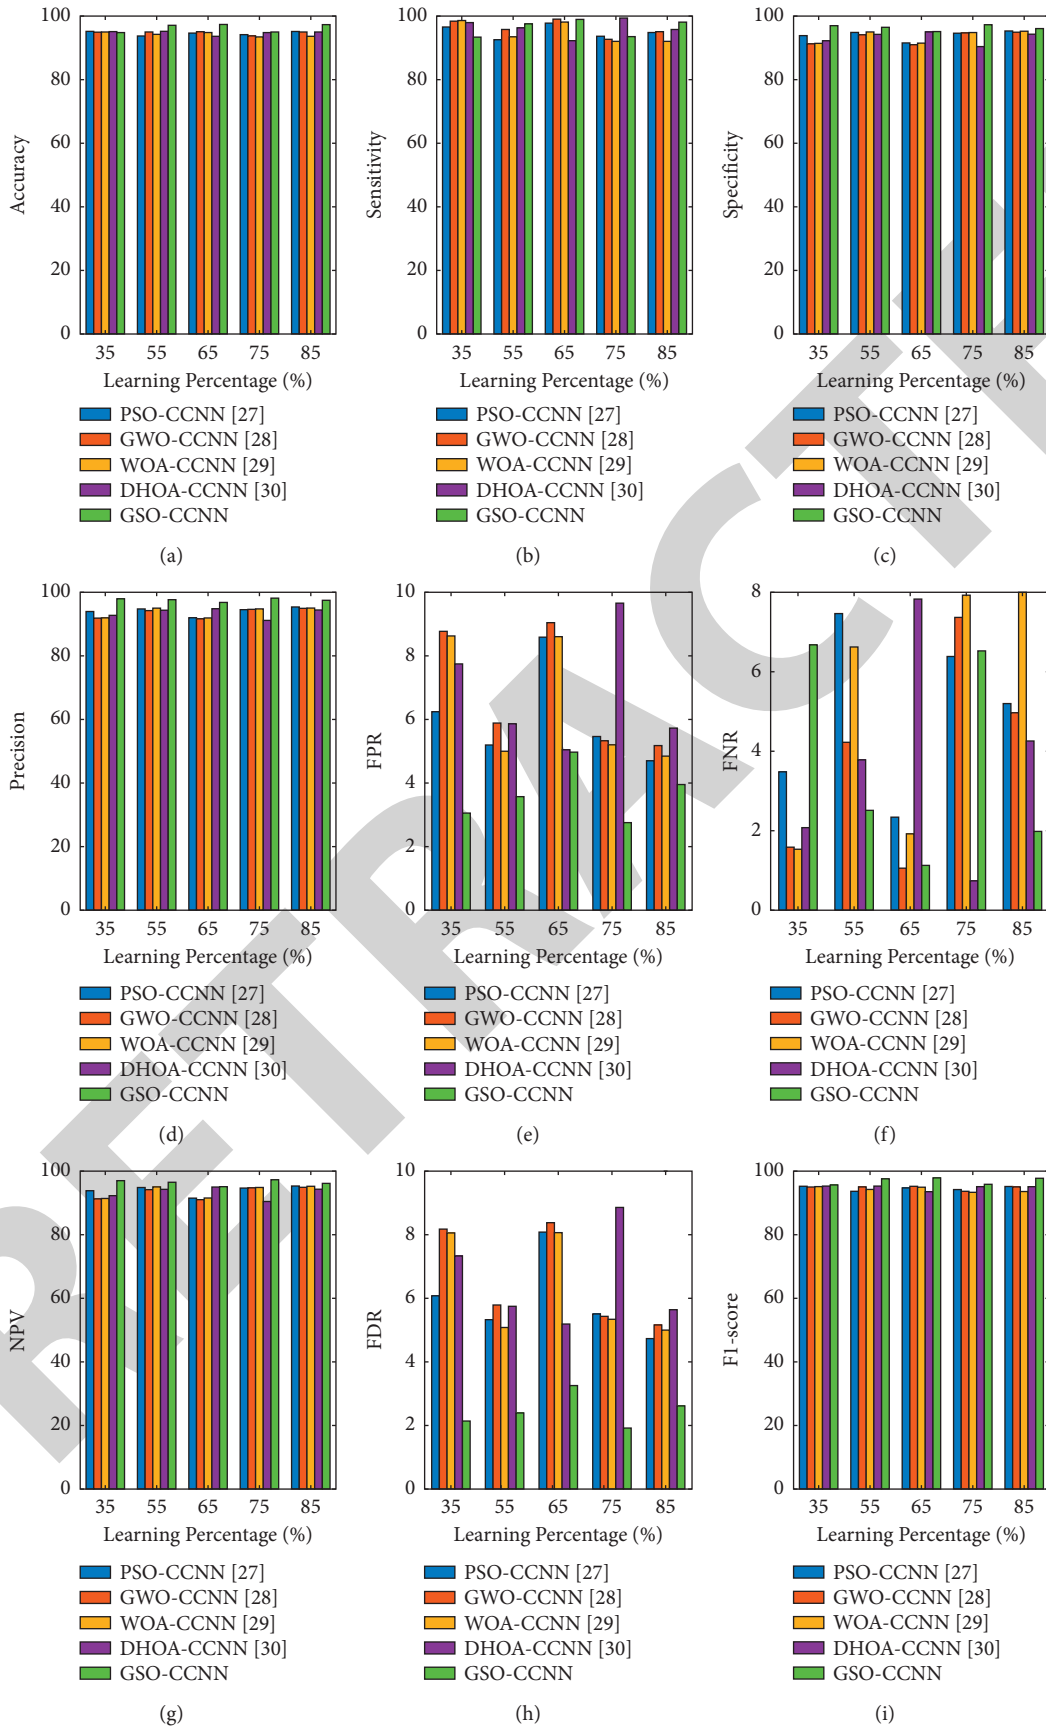 100
80
60
40
20
0
Accuracy
35 55 65 75 85
Learning Percentage (%)
PSO-CCNN [27]
GWO-CCNN [28]
WOA-CCNN [29]
DHOA-CCNN [30]
GSO-CCNN
(a)
100
80
60
40
20
0
Sensitivity
35 55 65 75 85
Learning Percentage (%)
PSO-CCNN [27]
GWO-CCNN [28]
WOA-CCNN [29]
DHOA-CCNN [30]
GSO-CCNN
(b)
100
80
60
40
20
0
Specificity
35 55 65 75 85
Learning Percentage (%)
PSO-CCNN [27]
GWO-CCNN [28]
WOA-CCNN [29]
DHOA-CCNN [30]
GSO-CCNN
(c)
100
80
60
40
20
0
Precision
35 55 65 75 85
Learning Percentage (%)
PSO-CCNN [27]
GWO-CCNN [28]
WOA-CCNN [29]
DHOA-CCNN [30]
GSO-CCNN
(d)
10
8
6
4
2
0
FPR
35 55 65 75 85
Learning Percentage (%)
PSO-CCNN [27]
GWO-CCNN [28]
WOA-CCNN [29]
DHOA-CCNN [30]
GSO-CCNN
(e)
8
6
4
2
0
FNR
35 55 65 75 85
Learning Percentage (%)
PSO-CCNN [27]
GWO-CCNN [28]
WOA-CCNN [29]
DHOA-CCNN [30]
GSO-CCNN
(f)
100
80
60
40
20
0
NPV
35 55 65 75 85
Learning Percentage (%)
PSO-CCNN [27]
GWO-CCNN [28]
WOA-CCNN [29]
DHOA-CCNN [30]
GSO-CCNN
(g)
10
8
6
4
2
0
FDR
35 55 65 75 85
Learning Percentage (%)
PSO-CCNN [27]
GWO-CCNN [28]
WOA-CCNN [29]
DHOA-CCNN [30]
GSO-CCNN
(h)
100
80
60
40
20
0
F1-score
35 55 65 75 85
Learning Percentage (%)
PSO-CCNN [27]
GWO-CCNN [28]
WOA-CCNN [29]
DHOA-CCNN [30]
GSO-CCNN
(i)
RETRACTE